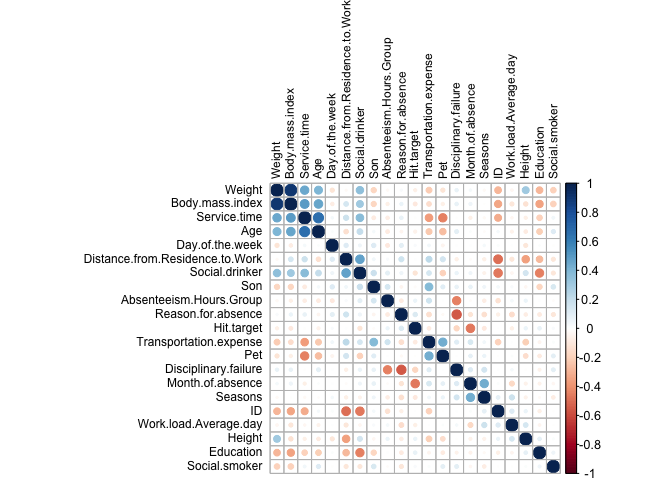 Weight
Body.mass.index
Service.time
Age
Day.of.the.week
Distance.from.Residence.to.Work
Social.drinker
Son
Absenteeism.Hours.Group
Reason.for.absence
Hit.target
Transportation.expense
Pet
Disciplinary.failure
Month.of.absence
Seasons
ID
Work.load.Average.day
Height
Education
Social.smoker
Weight
Body.mass.index
Service.time
Age
Day.of.the.week
Distance.from.Residence.to.Work
Social.drinker
Son
Absenteeism.Hours.Group
Reason.for.absence
Hit.target
Transportation.expense
Pet
Disciplinary.failure
Month.of.absence
Seasons
ID
Work.load.Average.day
Height
Education
Social.smoker
1
0.8
0.6
0.4
0.2
0
-0.2
-0.4
-0.6
-0.8
-1